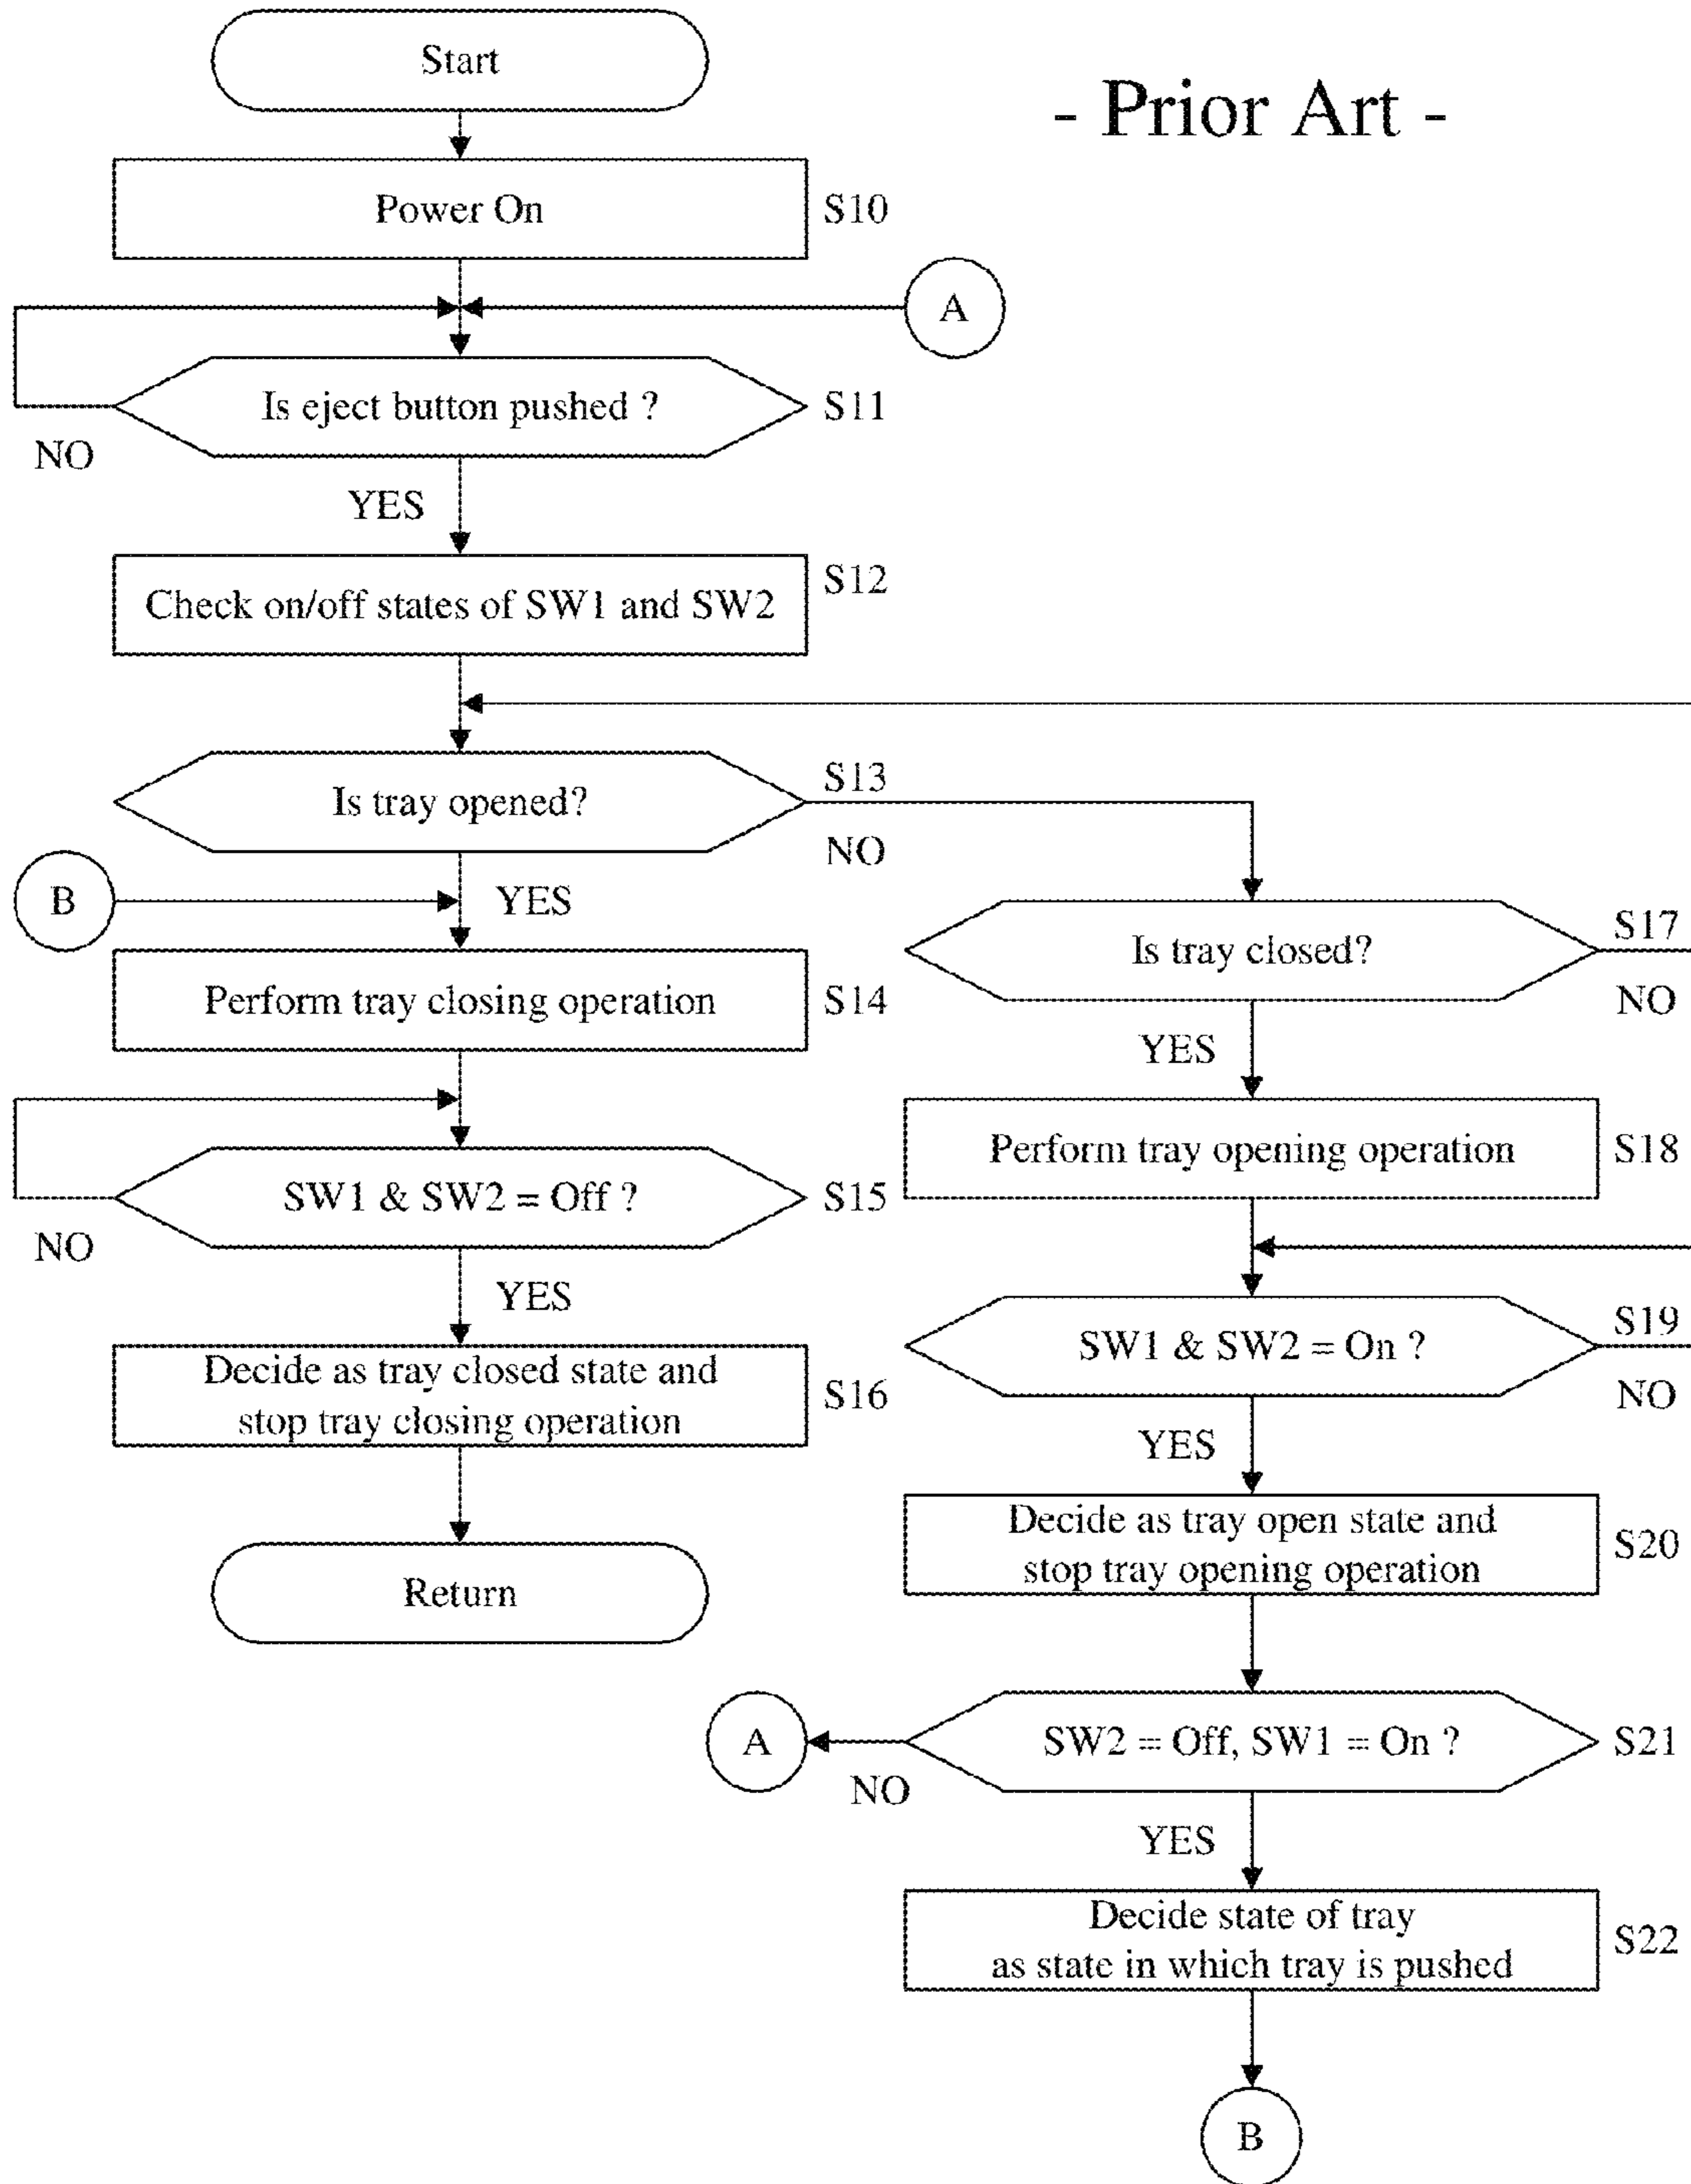 - Prior Art -
Start
Power On
S10
A
Is eject button pushed ?
S11
NO
YES
Check on/off states of SW1 and SW2
S12
Is tray opened?
S13
NO
B
YES
Perform tray closing operation
S14
SW1 & SW2 = Off ?
S15
NO
YES
Decide as tray closed state and
stop tray closing operation
S16
Return
Is tray closed?
S17
NO
YES
Perform tray opening operation
S18
SW1 & SW2 = On ?
S19
NO
YES
Decide as tray open state and
stop tray opening operation
S20
A
SW2 = Off, SW1 = On ?
S21
NO
YES
Decide state of tray
as state in which tray is pushed
S22
B